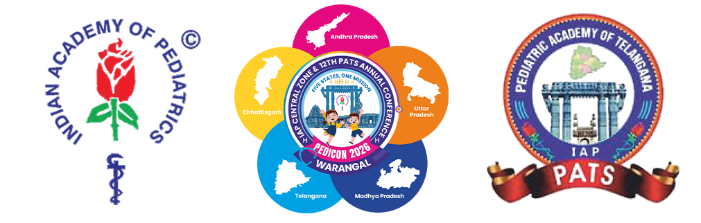 INDIAN ACADEMY OF PEDIATRICS
©
Andhra Pradesh
Chhattisgarh
Uttar
Pradesh
Telangana
Madhya Pradesh
IAP CENTRAL ZONE & 12TH PATS ANNUAL CONFERENCE
FIVE STATES, ONE MISSION
PEDICON 2026
WARANGAL
PEDIATRIC ACADEMY OF TELANGANA
IAP
PATS